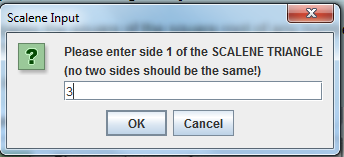 Scalene Input
Please enter side 1 of the SCALENE TRIANGLE
(no two sides should be the same!)
3
OK Cancel